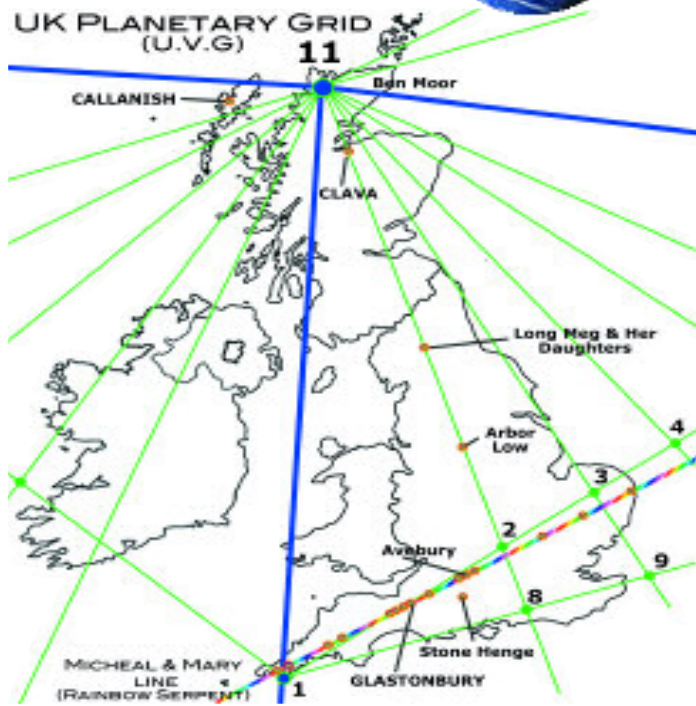 UK PLANETARY GRID
(U.V.G)
11
Ben Moor
CALLANISH
CLAVA
Long Meg & Her
Daughters
Arbor
Low
4
3
2
Avebury
9
8
Stone Henge
MICHEAL & MARY
LINE
(RAINBOW SERPENT)
1
GLASTONBURY